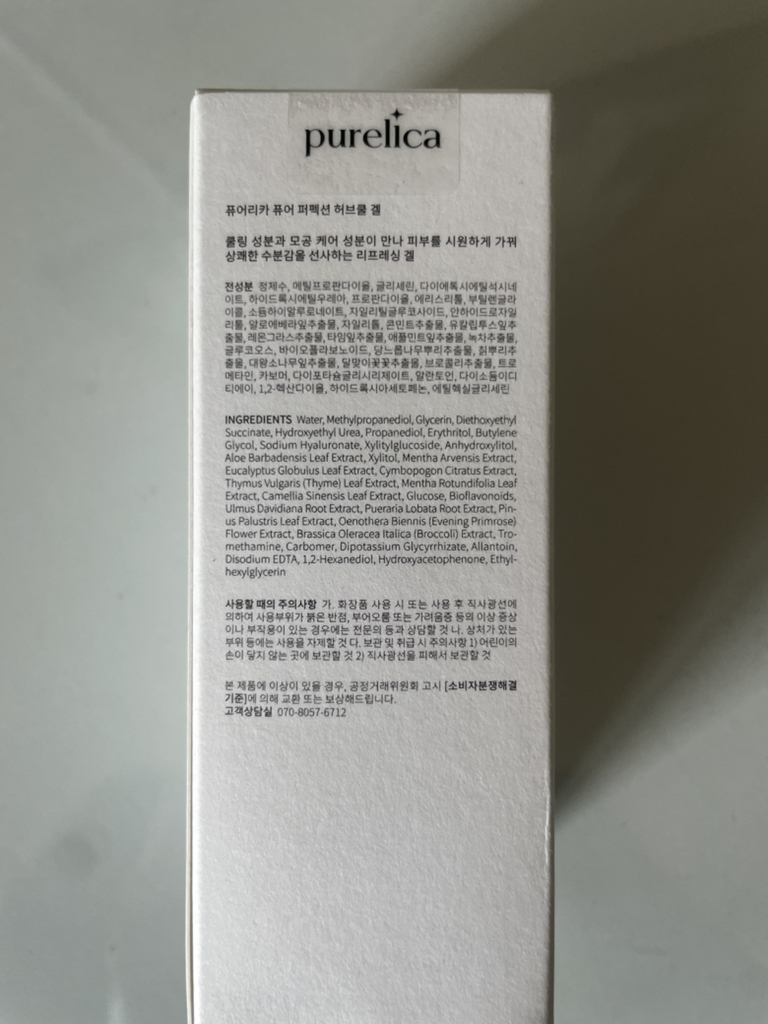 purelica
퓨어리카 퓨어 퍼펙션 허브쿨 겔
쿨링 성분과 모공 케어 성분이 만나 피부를 시원하게 가꿔
상쾌한 수분감을 선사하는 리프레싱 겔
전성분 정제수, 메틸프로판다이올, 글리세린, 다이에톡시에틸석시네
이트, 하이드록시에틸우레아, 프로판다이올, 에리스리톨, 부틸렌글라
이콜, 소듐하이알루로네이트, 자일리틸글루코사이드, 안하이드로자일
리톨, 알로에베라잎추출물, 자일리톨, 콘민트추출물, 유칼립투스잎추
출물, 레몬그라스추출물, 타임잎추출물, 애플민트잎추출물, 녹차추출물,
글루코오스, 바이오플라보노이드, 당느릅나무뿌리추출물, 칡뿌리추
출물, 대왕소나무잎추출물, 달맞이꽃꽃추출물, 브로콜리추출물, 트로
메타민, 카보머, 다이포타슘글리시리제이트, 알란토인, 다이소듐이디
티에이, 1,2-헥산다이올, 하이드록시아세토페논, 에틸헥실글리세린
INGREDIENTS Water, Methylpropanediol, Glycerin, Diethoxyethyl
Succinate, Hydroxyethyl Urea, Propanediol, Erythritol, Butylene
Glycol, Sodium Hyaluronate, Xylitylglucoside, Anhydroxylitol,
Aloe Barbadensis Leaf Extract, Xylitol, Mentha Arvensis Extract,
Eucalyptus Globulus Leaf Extract, Cymbopogon Citratus Extract,
Thymus Vulgaris (Thyme) Leaf Extract, Mentha Rotundifolia Leaf
Extract, Camellia Sinensis Leaf Extract, Glucose, Bioflavonoids,
Ulmus Davidiana Root Extract, Pueraria Lobata Root Extract, Pin-
us Palustris Leaf Extract, Oenothera Biennis (Evening Primrose)
Flower Extract, Brassica Oleracea Italica (Broccoli) Extract, Tro-
methamine, Carbomer, Dipotassium Glycyrrhizate, Allantoin,
Disodium EDTA, 1,2-Hexanediol, Hydroxyacetophenone, Ethyl-
hexylglycerin
사용할 때의 주의사항 가. 화장품 사용 시 또는 사용 후 직사광선에
의하여 사용부위가 붉은 반점, 부어오름 또는 가려움증 등의 이상 증상
이나 부작용이 있는 경우에는 전문의 등과 상담할 것 나. 상처가 있는
부위 등에는 사용을 자제할 것 다. 보관 및 취급 시 주의사항 1) 어린이의
손이 닿지 않는 곳에 보관할 것 2) 직사광선을 피해서 보관할 것
본 제품에 이상이 있을 경우, 공정거래위원회 고시 [소비자분쟁해결
기준]에 의해 교환 또는 보상해드립니다.
고객상담실 070-8057-6712